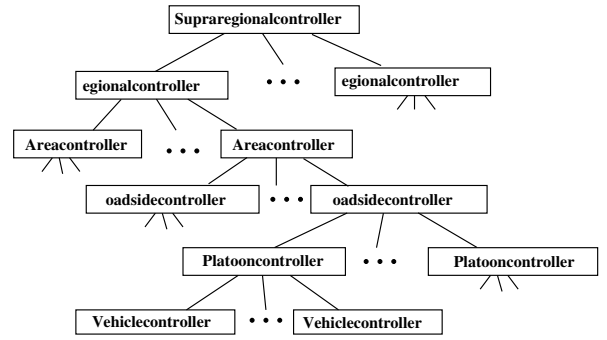 Supraregionalcontroller
egionalcontroller
egionalcontroller
Areacontroller
Areacontroller
oadsidecontroller
oadsidecontroller
Platooncontroller
Platooncontroller
Vehiclecontroller
Vehiclecontroller